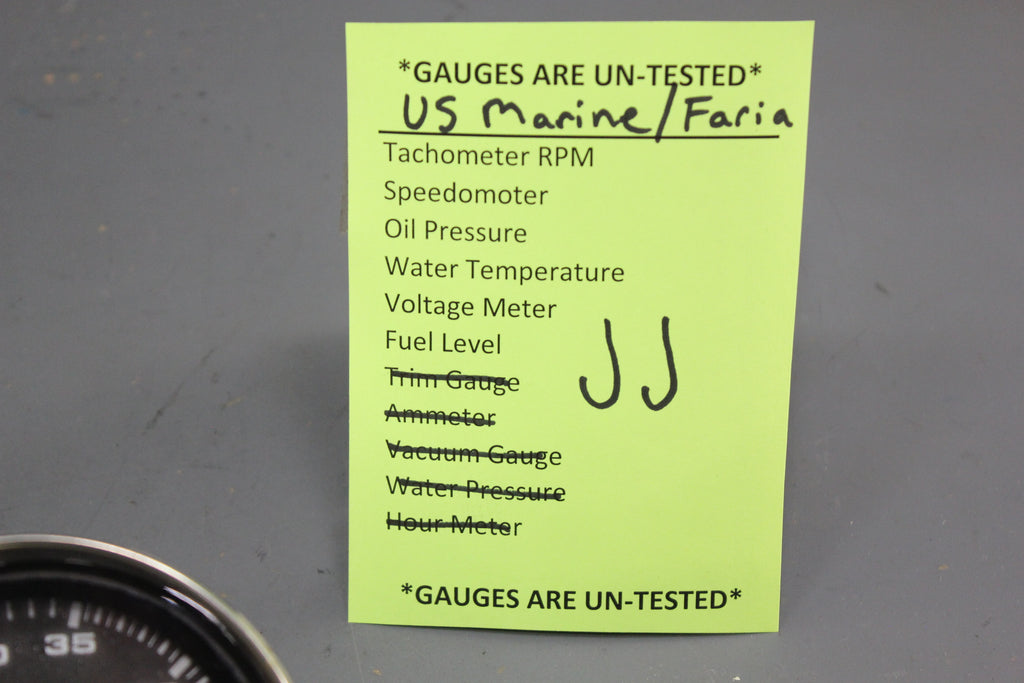 *GAUGES ARE UN-TESTED*
US Marine/Faria
Tachometer RPM
Speedomoter
Oil Pressure
Water Temperature
Voltage Meter
Fuel Level
JJ
Trim Gauge
Ammeter
Vacuum Gauge
Water Pressure
Hour Meter
*GAUGES ARE UN-TESTED*
35